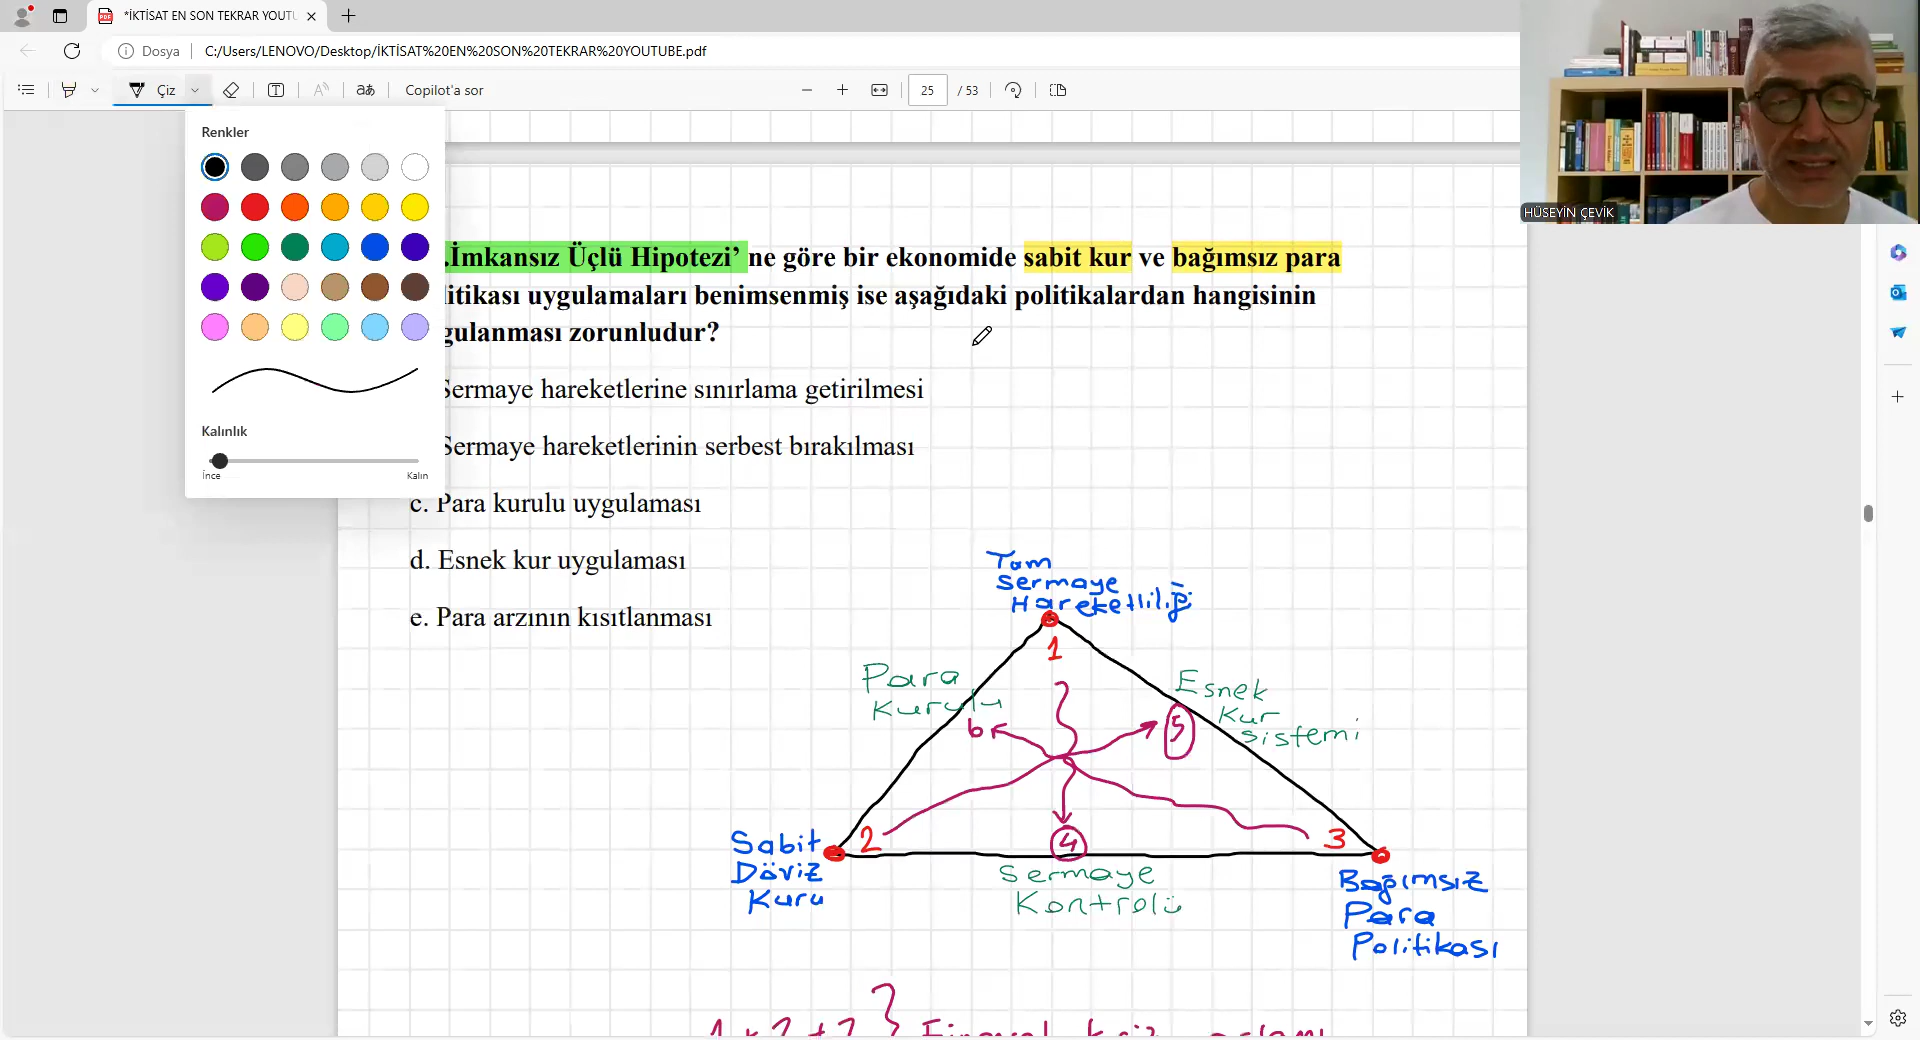 *İKTİSAT EN SON TEKRAR YOUTU
Dosya
C:/Users/LENOVO/Desktop/İKTİSAT%20EN%20SON%20TEKRAR%20YOUTUBE.pdf
Çiz
aあ
Copilot'a sor
25 / 53
HÜSEYİN ÇEVİK
Renkler
Kalınlık
İnce
Kalın
.İmkansız Üçlü Hipotezi’ ne göre bir ekonomide sabit kur ve bağımsız para
litikası uygulamaları benimsenmiş ise aşağıdaki politikalardan hangisinin
gulanması zorunludur?
Sermaye hareketlerine sınırlama getirilmesi
Sermaye hareketlerinin serbest bırakılması
c. Para kurulu uygulaması
d. Esnek kur uygulaması
e. Para arzının kısıtlanması
Tam
Sermaye
Hareketliliği
1
Para
Kurulu
6
Esnek
Kur
Sistemi
5
Sabit
Döviz
Kuru
2
4
3
Sermaye
Kontrolü
Bağımsız
Para
Politikası